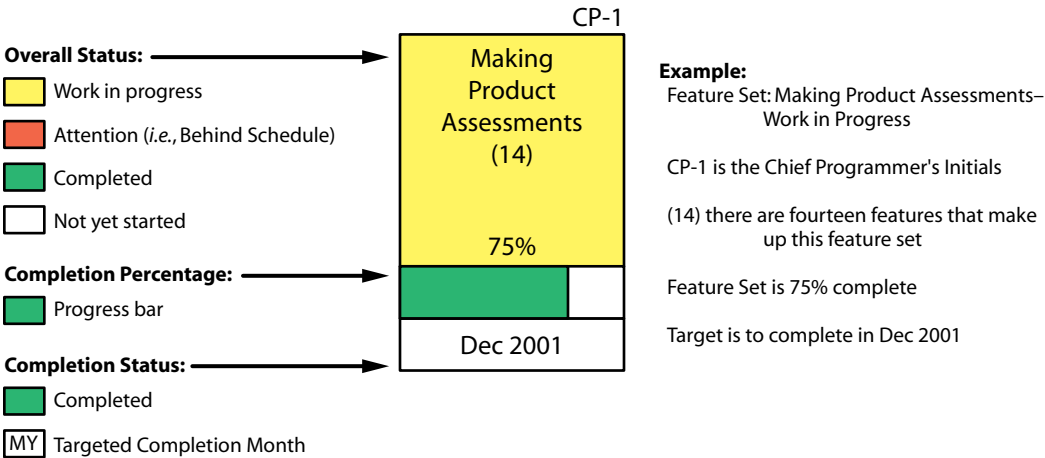 CP-1
Overall Status:
Work in progress
Attention (i.e., Behind Schedule)
Completed
Not yet started
Completion Percentage:
Progress bar
Completion Status:
Completed
MY Targeted Completion Month
Making
Product
Assessments
(14)
75%
Dec 2001
Example:
Feature Set: Making Product Assessments–
Work in Progress
CP-1 is the Chief Programmer's Initials
(14) there are fourteen features that make
up this feature set
Feature Set is 75% complete
Target is to complete in Dec 2001